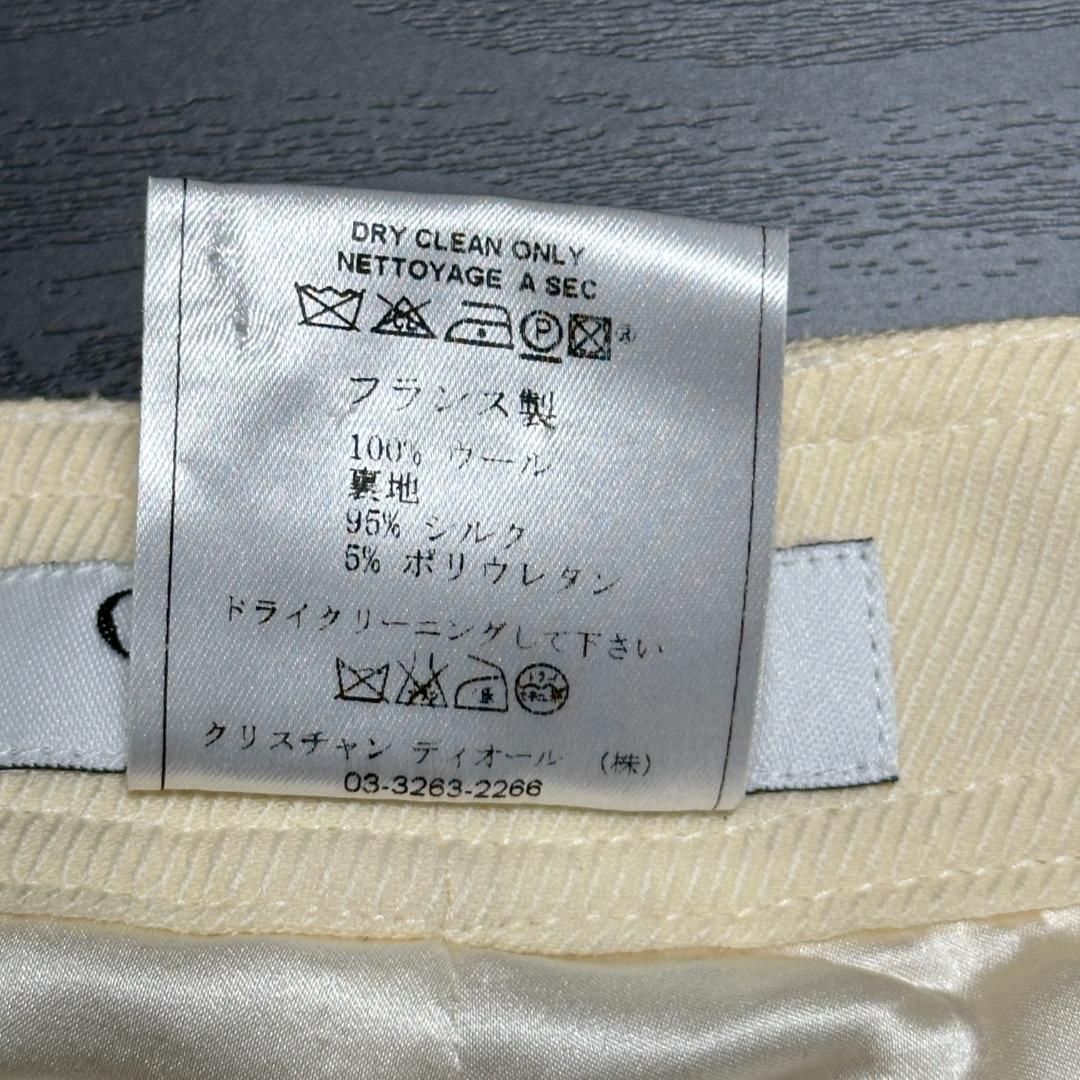 DRY CLEAN ONLY
NETTOYAGE A SEC
CL
P
フランス製
100% ウール
裏地
95% シルク
5% ポリウレタン
ドライクリーニングして下さい
クリスチャン ディオール (株)
03-3263-2266